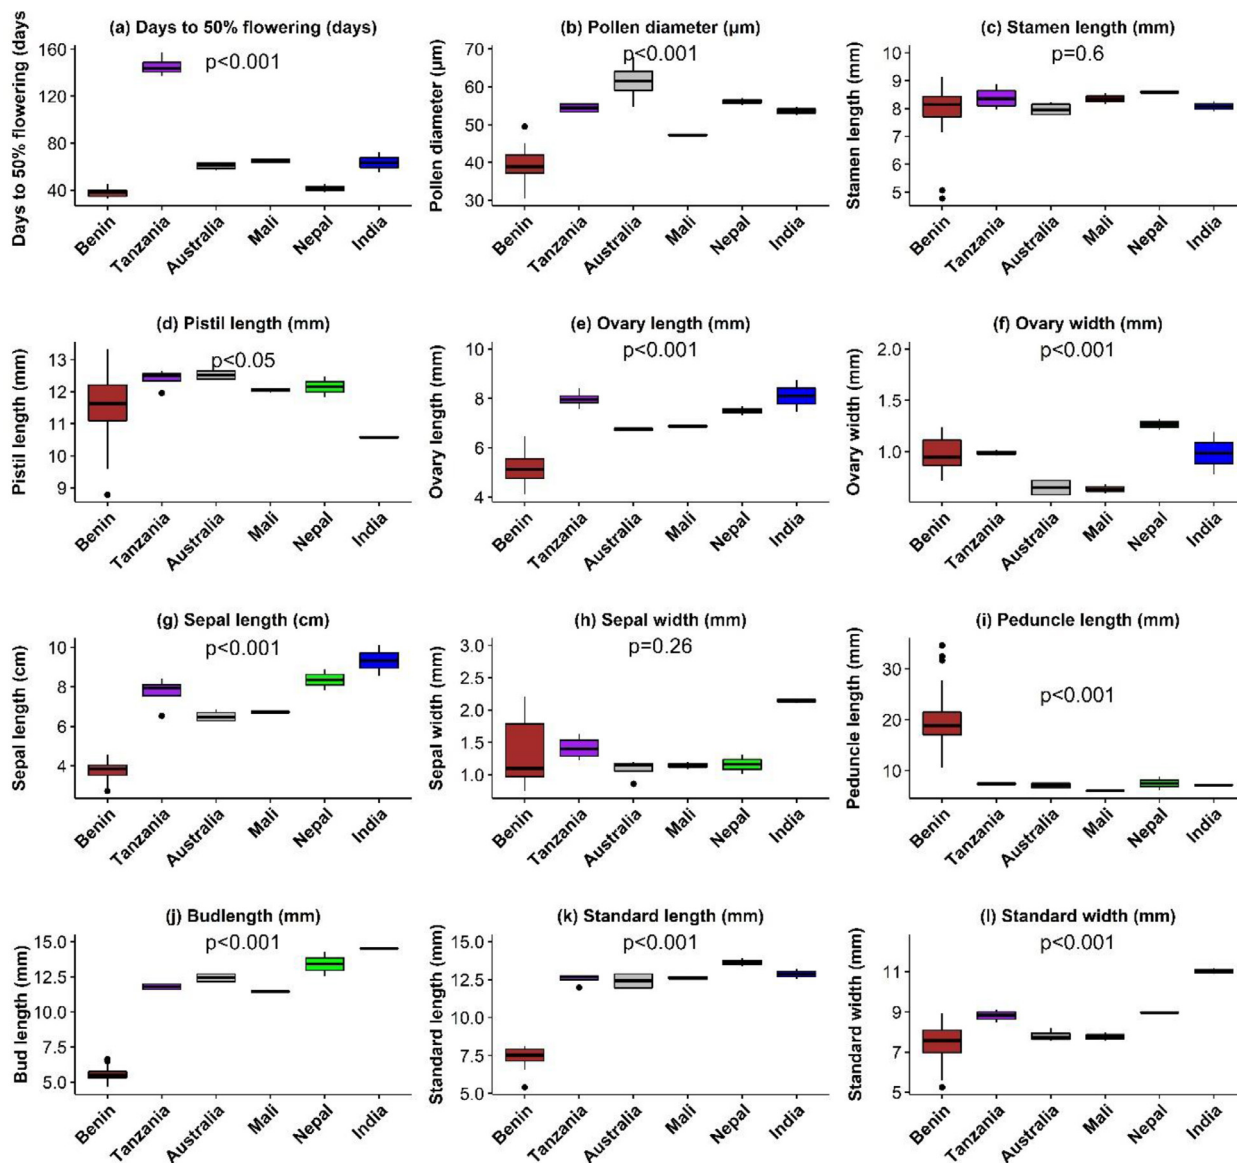 (a) Days to 50% flowering (days)
Days to 50% flowering (days
160
120
80
40
p<0.001
Benin
Tanzania
Australia
Mali
Nepal
India
(b) Pollen diameter (µm)
Pollen diameter (µm)
70
60
50
40
30
p<0.001
Benin
Tanzania
Australia
Mali
Nepal
India
(c) Stamen length (mm)
Stamen length (mm)
10
9
8
7
6
5
p=0.6
Benin
Tanzania
Australia
Mali
Nepal
India
(d) Pistil length (mm)
Pistil length (mm)
13
12
11
10
9
p<0.05
Benin
Tanzania
Australia
Mali
Nepal
India
(e) Ovary length (mm)
Ovary length (mm)
10
8
6
4
p<0.001
Benin
Tanzania
Australia
Mali
Nepal
India
(f) Ovary width (mm)
Ovary width (mm)
2.0
1.5
1.0
p<0.001
Benin
Tanzania
Australia
Mali
Nepal
India
(g) Sepal length (cm)
Sepal length (cm)
10
8
6
4
p<0.001
Benin
Tanzania
Australia
Mali
Nepal
India
(h) Sepal width (mm)
Sepal width (mm)
3.0
2.5
2.0
1.5
1.0
p=0.26
Benin
Tanzania
Australia
Mali
Nepal
India
(i) Peduncle length (mm)
Peduncle length (mm)
30
20
10
p<0.001
Benin
Tanzania
Australia
Mali
Nepal
India
(j) Budlength (mm)
Bud length (mm)
15.0
12.5
10.0
7.5
5.0
p<0.001
Benin
Tanzania
Australia
Mali
Nepal
India
(k) Standard length (mm)
Standard length (mm)
15.0
12.5
10.0
7.5
5.0
p<0.001
Benin
Tanzania
Australia
Mali
Nepal
India
(l) Standard width (mm)
Standard width (mm)
11
9
7
5
p<0.001
Benin
Tanzania
Australia
Mali
Nepal
India